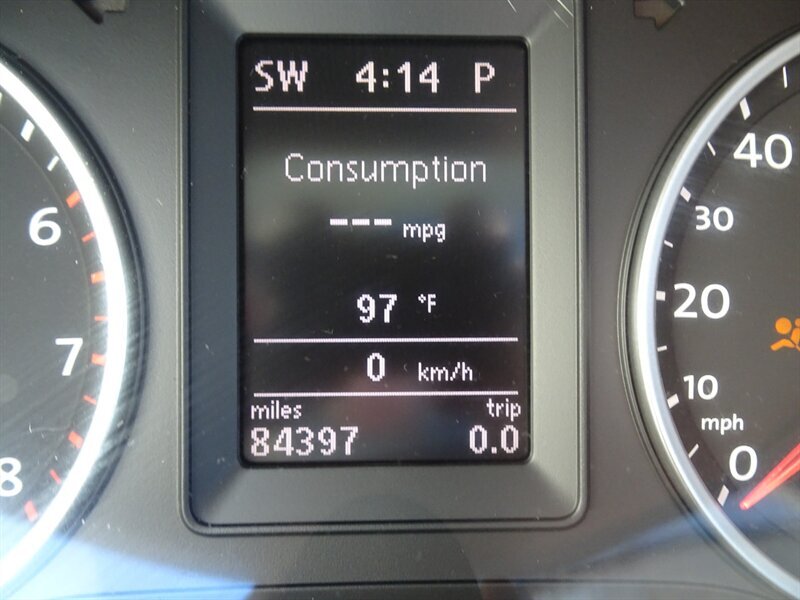 SW 4:14 P
Consumption
--- mpg
97 °F
0 km/h
miles trip
84397 0.0
6
7
8
40
30
20
10
mph
0